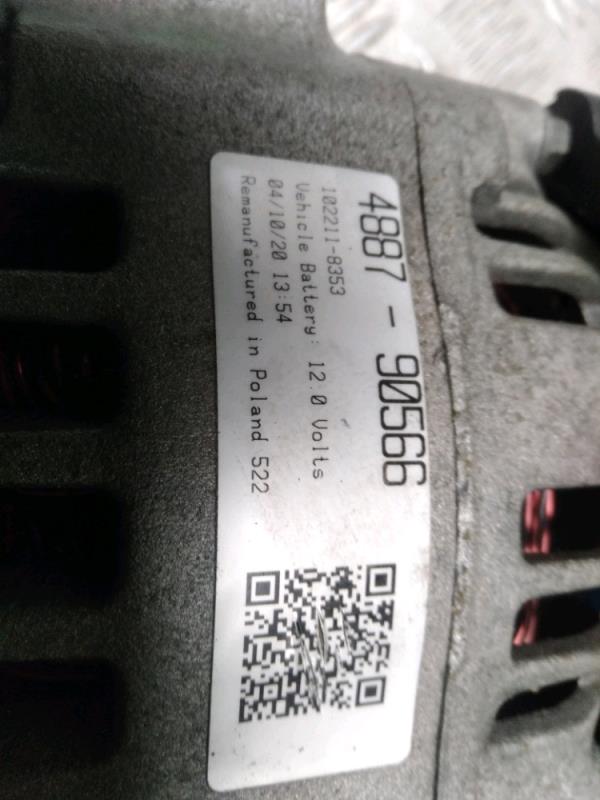 4887 - 90566
102211-8353
Vehicle Battery: 12.0 Volts
04/10/20 13:54
Remanufactured in Poland 522